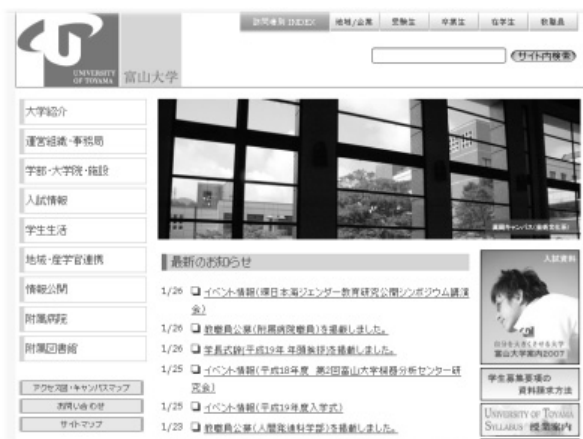 訪問者別 INDEX 地域/企業 受験生 卒業生 在学生 教職員
UNIVERSITY
OF TOYAMA
富山大学
サイト内検索
大学紹介
運営組織・事務局
学部・大学院・施設
入試情報
学生生活
地域・産学官連携
情報公開
附属病院
附属図書館
アクセス図・キャンパスマップ
お問い合わせ
サイトマップ
最新のお知らせ
1/26 イベント情報(環日本海ジェンダー教育研究公開シンポジウム講演
会)
1/26 教職員公募(附属病院職員)を掲載しました。
1/26 学長式辞(平成19年 年頭挨拶)を掲載しました。
1/25 イベント情報(平成18年度 第2回富山大学機器分析センター研
究会)
1/25 イベント情報(平成19年度入学式)
1/23 教職員公募(人間発達科学部)を掲載しました。
入試資料
自分を大きくさせる大学
富山大学案内2007
学生募集要項の
資料請求方法
UNIVERSITY OF TOYAMA
SYLLABUS 授業案内